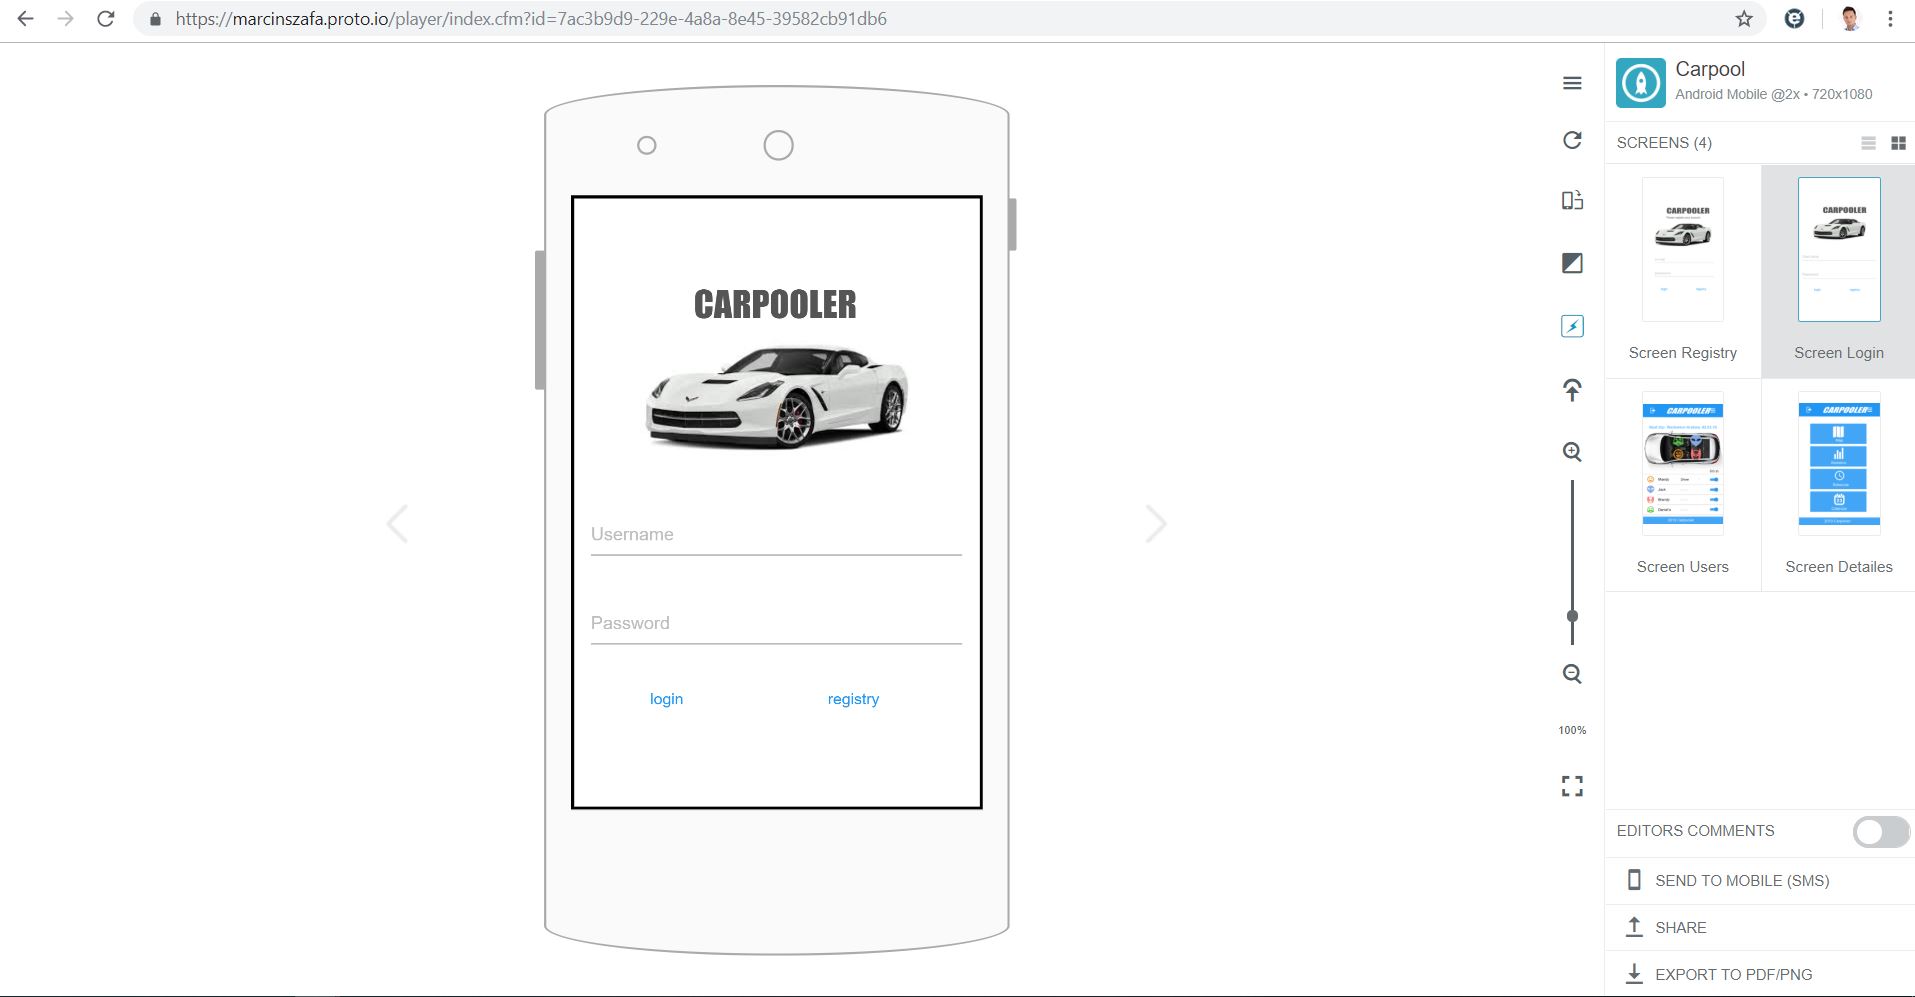 https://marcinszafa.proto.io/player/index.cfm?id=7ac3b9d9-229e-4a8a-8e45-39582cb91db6
CARPOOLER
Username
Password
login registry
100%
Carpool
Android Mobile @2x • 720x1080
SCREENS (4)
CARPOOLER
CARPOOLER
Screen Registry
Screen Login
CARPOOLER
CARPOOLER
Screen Users
Screen Detailes
EDITORS COMMENTS
SEND TO MOBILE (SMS)
SHARE
EXPORT TO PDF/PNG